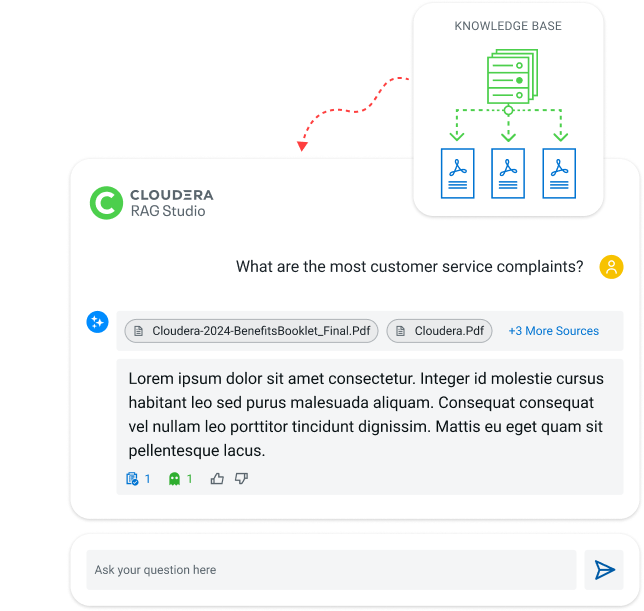 KNOWLEDGE BASE
CLOUDERA
RAG Studio
What are the most customer service complaints?
Cloudera-2024-BenefitsBooklet_Final.Pdf
Cloudera.Pdf
+3 More Sources
Lorem ipsum dolor sit amet consectetur. Integer id molestie cursus
habitant leo sed purus malesuada aliquam. Consequat consequat
vel nullam leo porttitor tincidunt dignissim. Mattis eu eget quam sit
pellentesque lacus.
1
1
Ask your question here